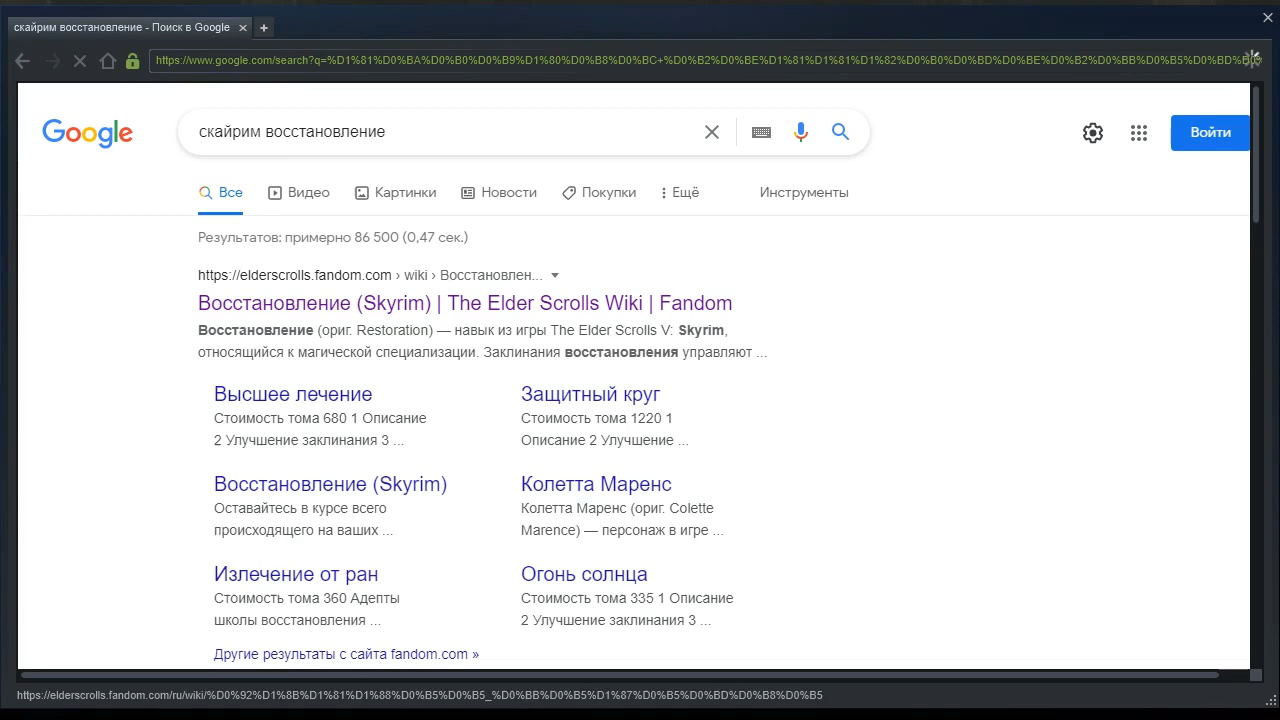 скайрим восстановление - Поиск в Google
https://www.google.com/search?q=%D1%81%D0%BA%D0%B0%D0%B9%D1%80%D0%B8%D0%BC+%D0%B2%D0%BE%D1%81%D1%81%D1%82%D0%B0%D0%BD%D0%BE%D0%B2%D0%BB%D0%B5%D0%BD
Google
скайрим восстановление
Войти
Все Видео Картинки Новости Покупки Ещё Инструменты
Результатов: примерно 86 500 (0,47 сек.)
https://elderscrolls.fandom.com › wiki › Восстановлен...
Восстановление (Skyrim) | The Elder Scrolls Wiki | Fandom
Восстановление (ориг. Restoration) — навык из игры The Elder Scrolls V: Skyrim,
относящийся к магической специализации. Заклинания восстановления управляют ...
Высшее лечение
Стоимость тома 680 1 Описание
2 Улучшение заклинания 3 ...
Защитный круг
Стоимость тома 1220 1
Описание 2 Улучшение ...
Восстановление (Skyrim)
Оставайтесь в курсе всего
происходящего на ваших ...
Колетта Маренс
Колетта Маренс (ориг. Colette
Marence) — персонаж в игре ...
Излечение от ран
Стоимость тома 360 Адепты
школы восстановления ...
Огонь солнца
Стоимость тома 335 1 Описание
2 Улучшение заклинания 3 ...
Другие результаты с сайта fandom.com »
https://elderscrolls.fandom.com/ru/wiki/%D0%92%D1%8B%D1%81%D1%88%D0%B5%D0%B5_%D0%BB%D0%B5%D1%87%D0%B5%D0%BD%D0%B8%D0%B5